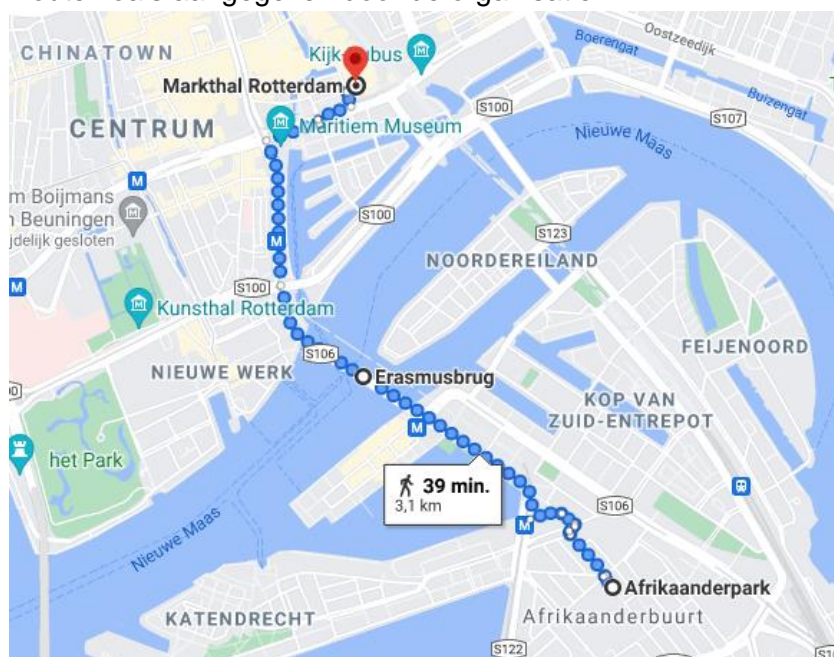 Kijk-Kubus
CHINATOWN
Oostzeedijk
Boerengat
Markthal Rotterdam
Buizengat
S100
S107
CENTRUM
Maritiem Museum
Nieuwe Maas
M
m Boijmans
n Beuningen
jdelijk gesloten
S100
S123
M
NOORDEREILAND
M
S100
Kunsthal Rotterdam
FEIJENOORD
S106
NIEUWE WERK
Erasmusbrug
KOP VAN
ZUID-ENTREPOT
M
het Park
39 min.
3,1 km
S106
M
Nieuwe Maas
Afrikaanderpark
KATENDRECHT
Afrikaanderbuurt
S122